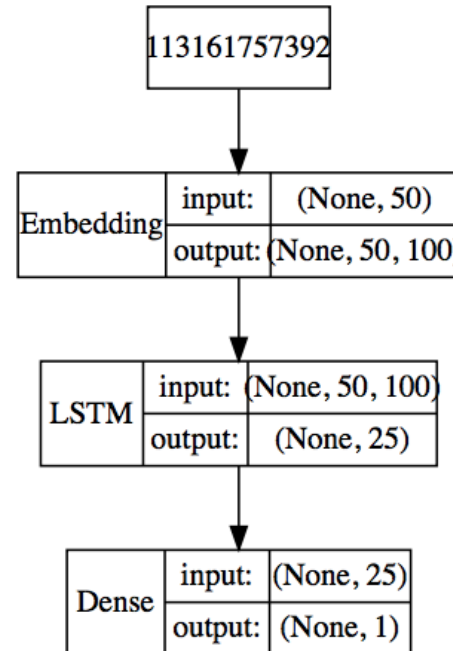 113161757392
Embedding
input: (None, 50)
output: (None, 50, 100
LSTM
input: (None, 50, 100)
output: (None, 25)
Dense
input: (None, 25)
output: (None, 1)